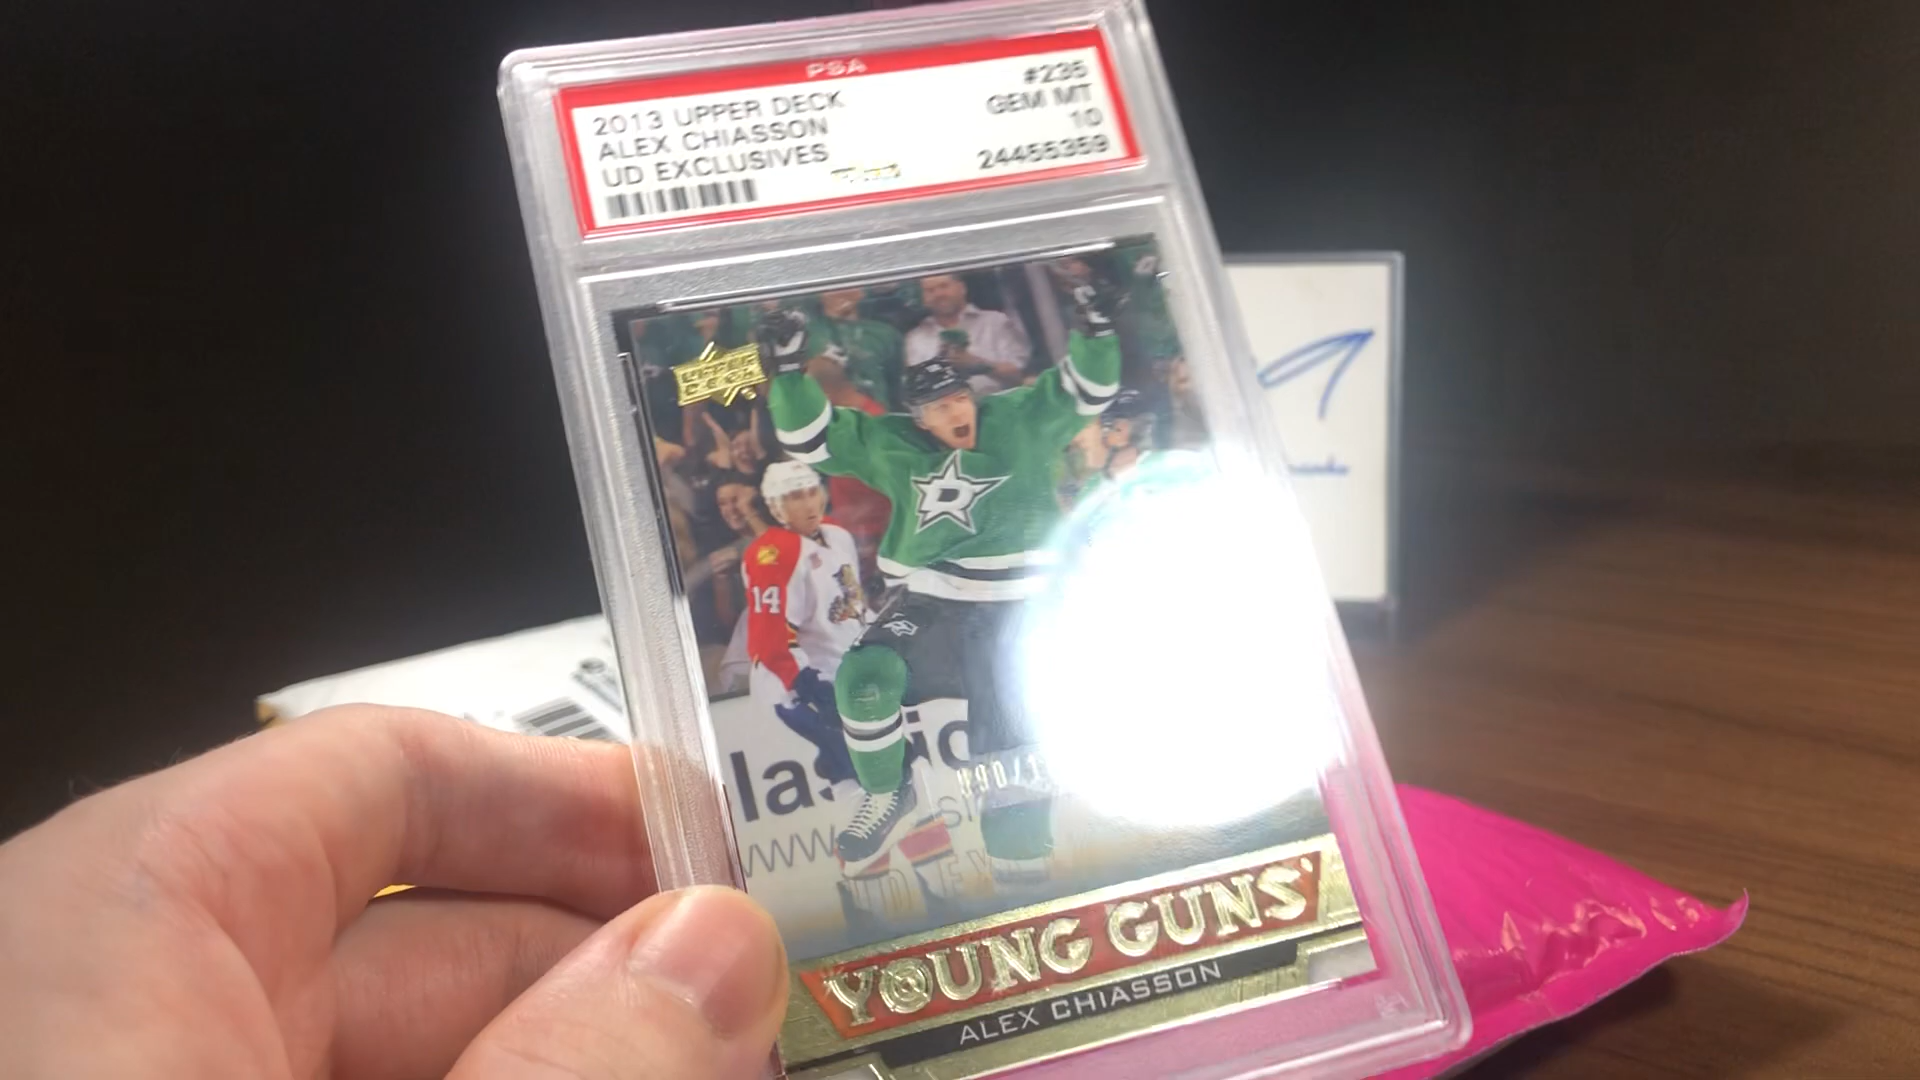 PSA
2013 UPPER DECK #235
ALEX CHIASSON GEM MT
UD EXCLUSIVES 10
24455359
UPPER DECK
D
14
www.
YOUNG GUNS
ALEX CHIASSON